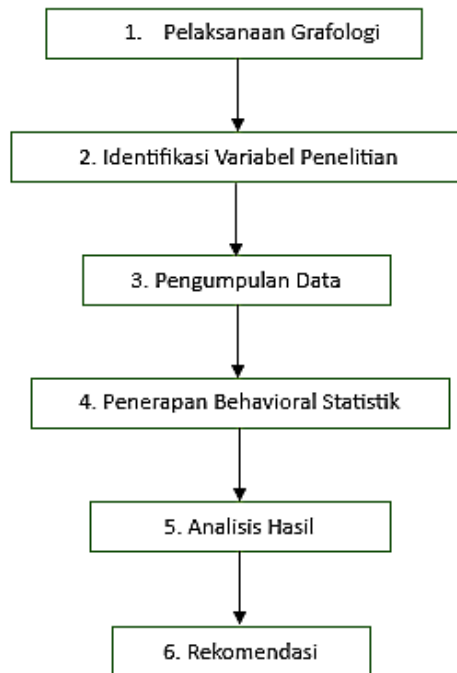 1. Pelaksanaan Grafologi
2. Identifikasi Variabel Penelitian
3. Pengumpulan Data
4. Penerapan Behavioral Statistik
5. Analisis Hasil
6. Rekomendasi